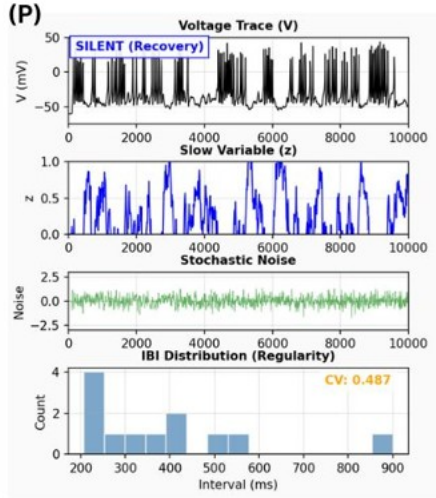 (P)
Voltage Trace (V)
SILENT (Recovery)
V (mV)
50
0
−50
0 2000 4000 6000 8000 10000
Slow Variable (z)
z
1.0
0.5
0.0
0 2000 4000 6000 8000 10000
Stochastic Noise
Noise
2.5
0.0
−2.5
0 2000 4000 6000 8000 10000
IBI Distribution (Regularity)
CV: 0.487
Count
4
2
0
200 300 400 500 600 700 800 900
Interval (ms)